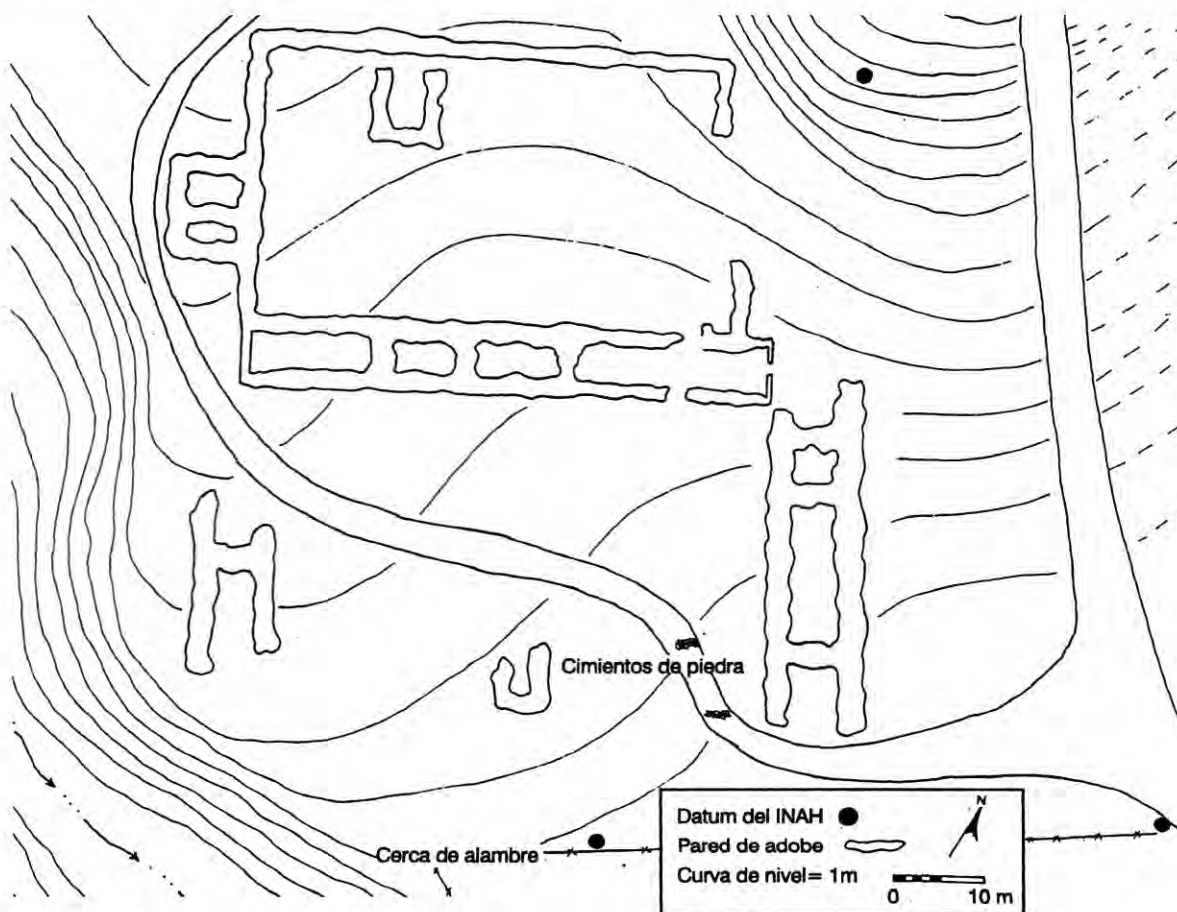 Cimientos de piedra
Cerca de alambre
Datum del INAH
N
Pared de adobe
Curva de nivel= 1m
0 10 m